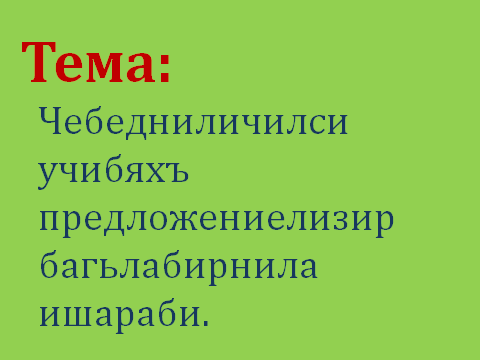 Тема:
Чебедниличилси
учибяхъ
предложениелизир
багьлабирнила
ишараби.